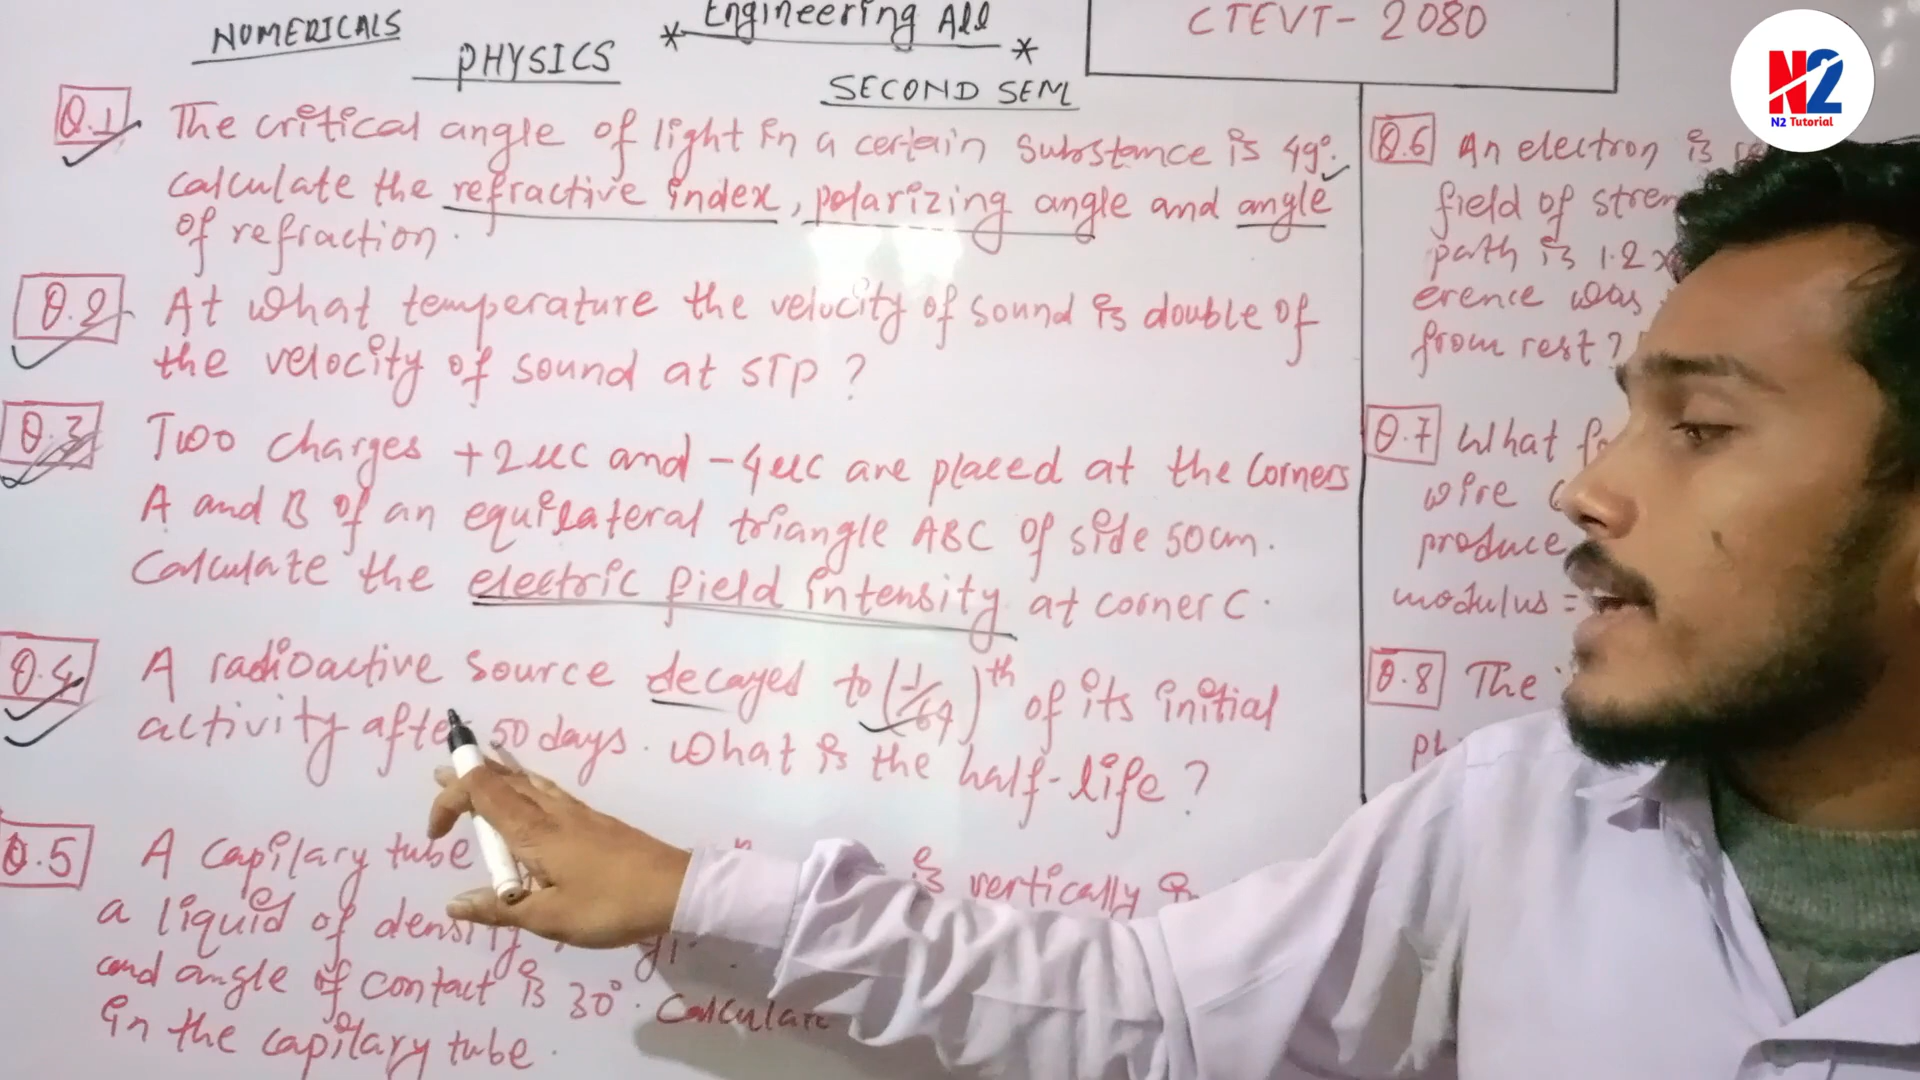 NUMERICALS
PHYSICS
* Engineering All *
SECOND SEM
CTEVT- 2080
N2
N2 Tutorial
Q.1 The critical angle of light in a certain substance is 49°.
calculate the refractive index, polarizing angle and angle
of refraction.
Q.2 At what temperature the velocity of sound is double of
the velocity of sound at STP?
Q.3 Two charges +2μc and -4μc are placed at the corners
A and B of an equilateral triangle ABC of side 50cm.
Calculate the electric field intensity at corner C.
Q.4 A radioactive source decayed to (1/64)th of its initial
activity after 50 days. What is the half-life?
Q.5 A capilary tube is vertically
a liquid of density
and angle of contact is 30°. Calculate
in the capilary tube.
Q.6 An electron is
field of
path is 1.2x
erence was
from rest?
Q.7 What
wire
produce
modulus =
Q.8 The